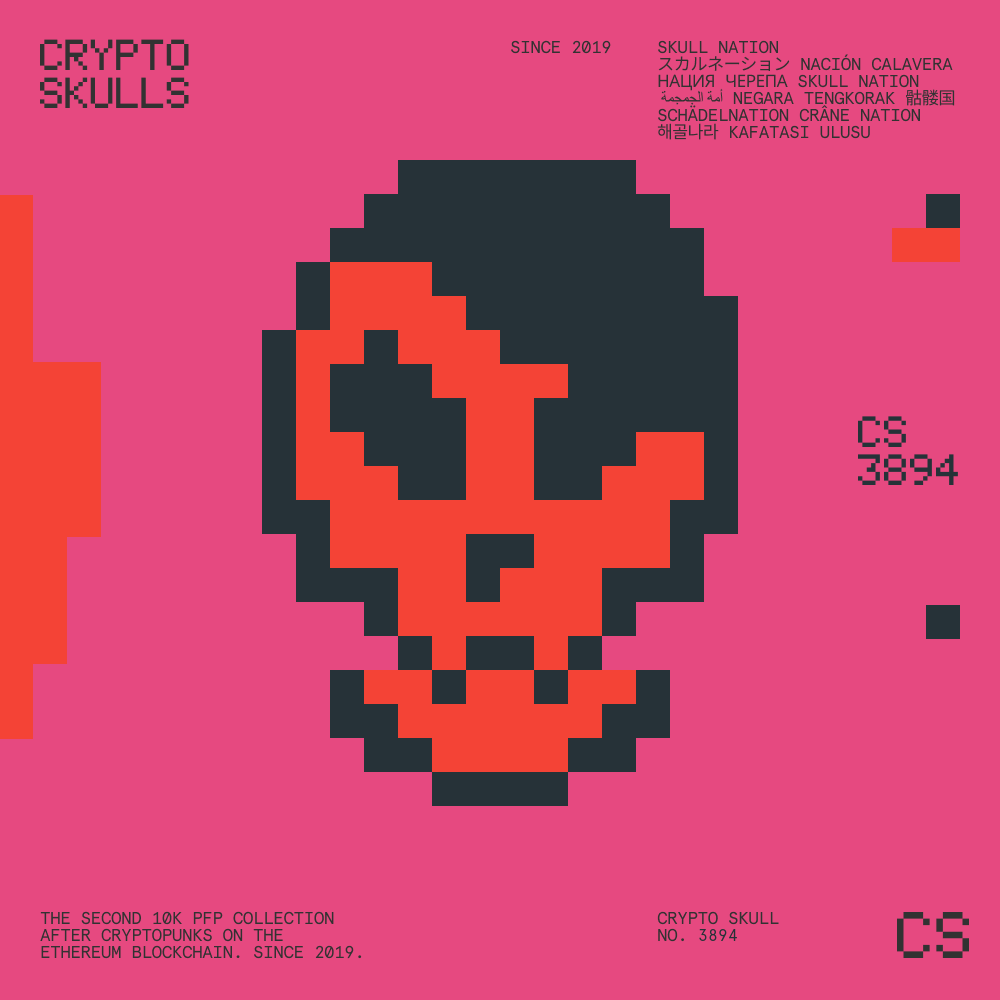 CRYPTO
SKULLS
SINCE 2019
SKULL NATION
スカルネーション NACIÓN CALAVERA
НАЦИЯ ЧЕРЕПА SKULL NATION
أمة الجمجمة NEGARA TENGKORAK 骷髅国
SCHÄDELNATION CRÂNE NATION
해골나라 KAFATASI ULUSU
CS
3894
THE SECOND 10K PFP COLLECTION
AFTER CRYPTOPUNKS ON THE
ETHEREUM BLOCKCHAIN. SINCE 2019.
CRYPTO SKULL
NO. 3894
CS